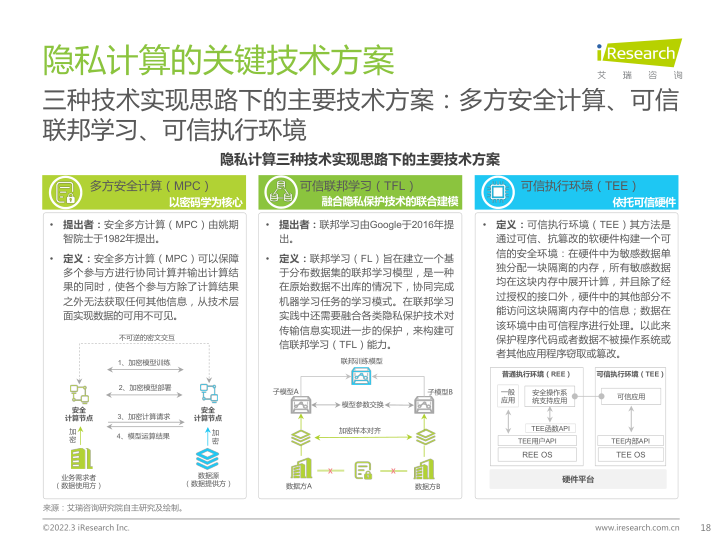 隐私计算的关键技术方案
iResearch
艾 瑞 咨 询
三种技术实现思路下的主要技术方案：多方安全计算、可信
联邦学习、可信执行环境
隐私计算三种技术实现思路下的主要技术方案
多方安全计算（MPC）
以密码学为核心
• 提出者：安全多方计算（MPC）由姚期
智院士于1982年提出。
• 定义：安全多方计算（MPC）可以保障
多个参与方进行协同计算并输出计算结
果的同时，使各个参与方除了计算结果
之外无法获取任何其他信息，从技术层
面实现数据的可用不可见。
不可逆的密文交互
1、加密模型训练
2、加密模型部署
3、加密计算请求
4、模型运算结果
安全
计算节点
安全
计算节点
加
密
加
密
业务需求者
（数据使用方）
数据源
（数据提供方）
可信联邦学习（TFL）
融合隐私保护技术的联合建模
• 提出者：联邦学习由Google于2016年提
出。
• 定义：联邦学习（FL）旨在建立一个基
于分布数据集的联邦学习模型，是一种
在原始数据不出库的情况下，协同完成
机器学习任务的学习模式。在联邦学习
实践中还需要融合各类隐私保护技术对
传输信息实现进一步的保护，来构建可
信联邦学习（TFL）能力。
联邦训练模型
子模型A
子模型B
模型参数交换
加密样本对齐
x
x
数据方A
数据方B
可信执行环境（TEE）
依托可信硬件
• 定义：可信执行环境（TEE）其方法是
通过可信、抗篡改的软硬件构建一个可
信的安全环境：在硬件中为敏感数据单
独分配一块隔离的内存，所有敏感数据
均在这块内存中展开计算，并且除了经
过授权的接口外，硬件中的其他部分不
能访问这块隔离内存中的信息；数据在
该环境由可信程序进行处理。以此来
保护程序代码或者数据不被操作系统或
者其他应用程序窃取或篡改。
普通执行环境（REE）
可信执行环境（TEE）
一般
应用
安全操作系
统支持应用
可信应用
TEE函数API
TEE用户API
TEE内部API
REE OS
TEE OS
硬件平台
来源：艾瑞咨询研究院自主研究及绘制。
©2022.3 iResearch Inc.
www.iresearch.com.cn
18